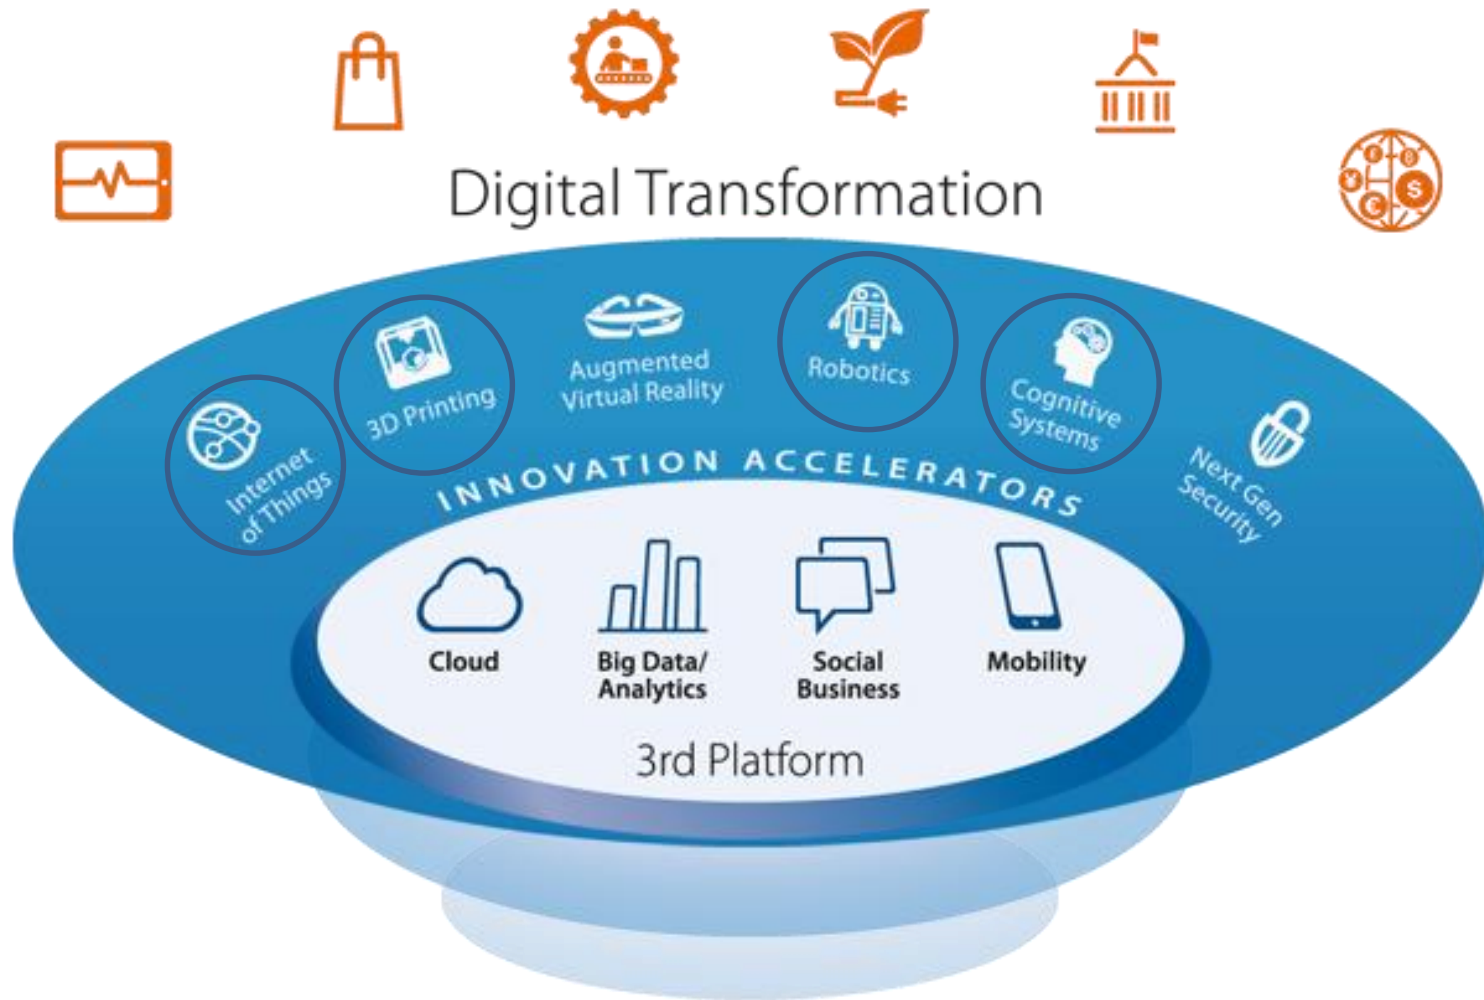 Digital Transformation
Internet
of Things
3D Printing
Augmented
Virtual Reality
Robotics
Cognitive
Systems
Next Gen
Security
INNOVATION ACCELERATORS
Cloud
Big Data/
Analytics
Social
Business
Mobility
3rd Platform